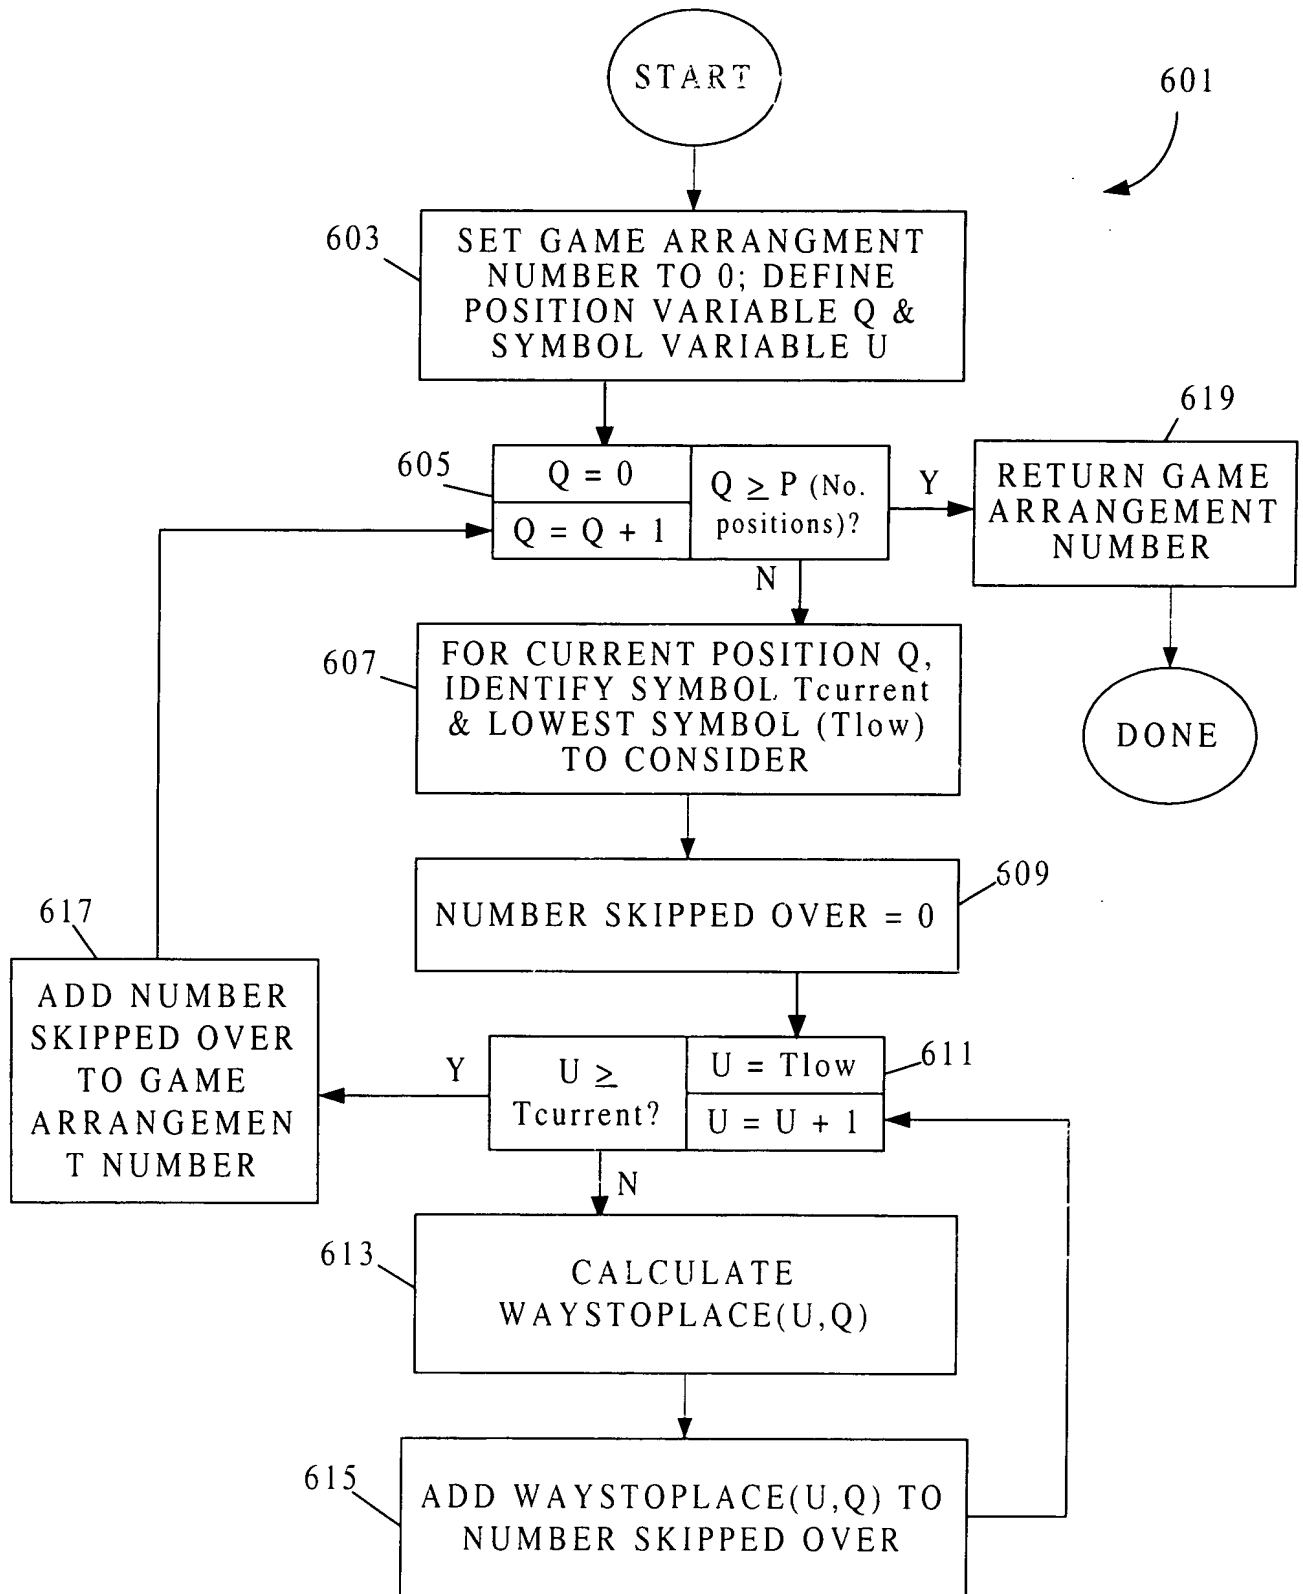 START
601
603
SET GAME ARRANGMENT
NUMBER TO 0; DEFINE
POSITION VARIABLE Q &
SYMBOL VARIABLE U
619
605
Q = 0
Q = Q + 1
Q ≥ P (No.
positions)?
Y
RETURN GAME
ARRANGEMENT
NUMBER
N
607
FOR CURRENT POSITION Q,
IDENTIFY SYMBOL Tcurrent
& LOWEST SYMBOL (Tlow)
TO CONSIDER
DONE
609
NUMBER SKIPPED OVER = 0
617
ADD NUMBER
SKIPPED OVER
TO GAME
ARRANGEMEN
T NUMBER
Y
U ≥
Tcurrent?
U = Tlow
U = U + 1
611
N
613
CALCULATE
WAYSTOPLACE(U,Q)
615
ADD WAYSTOPLACE(U,Q) TO
NUMBER SKIPPED OVER